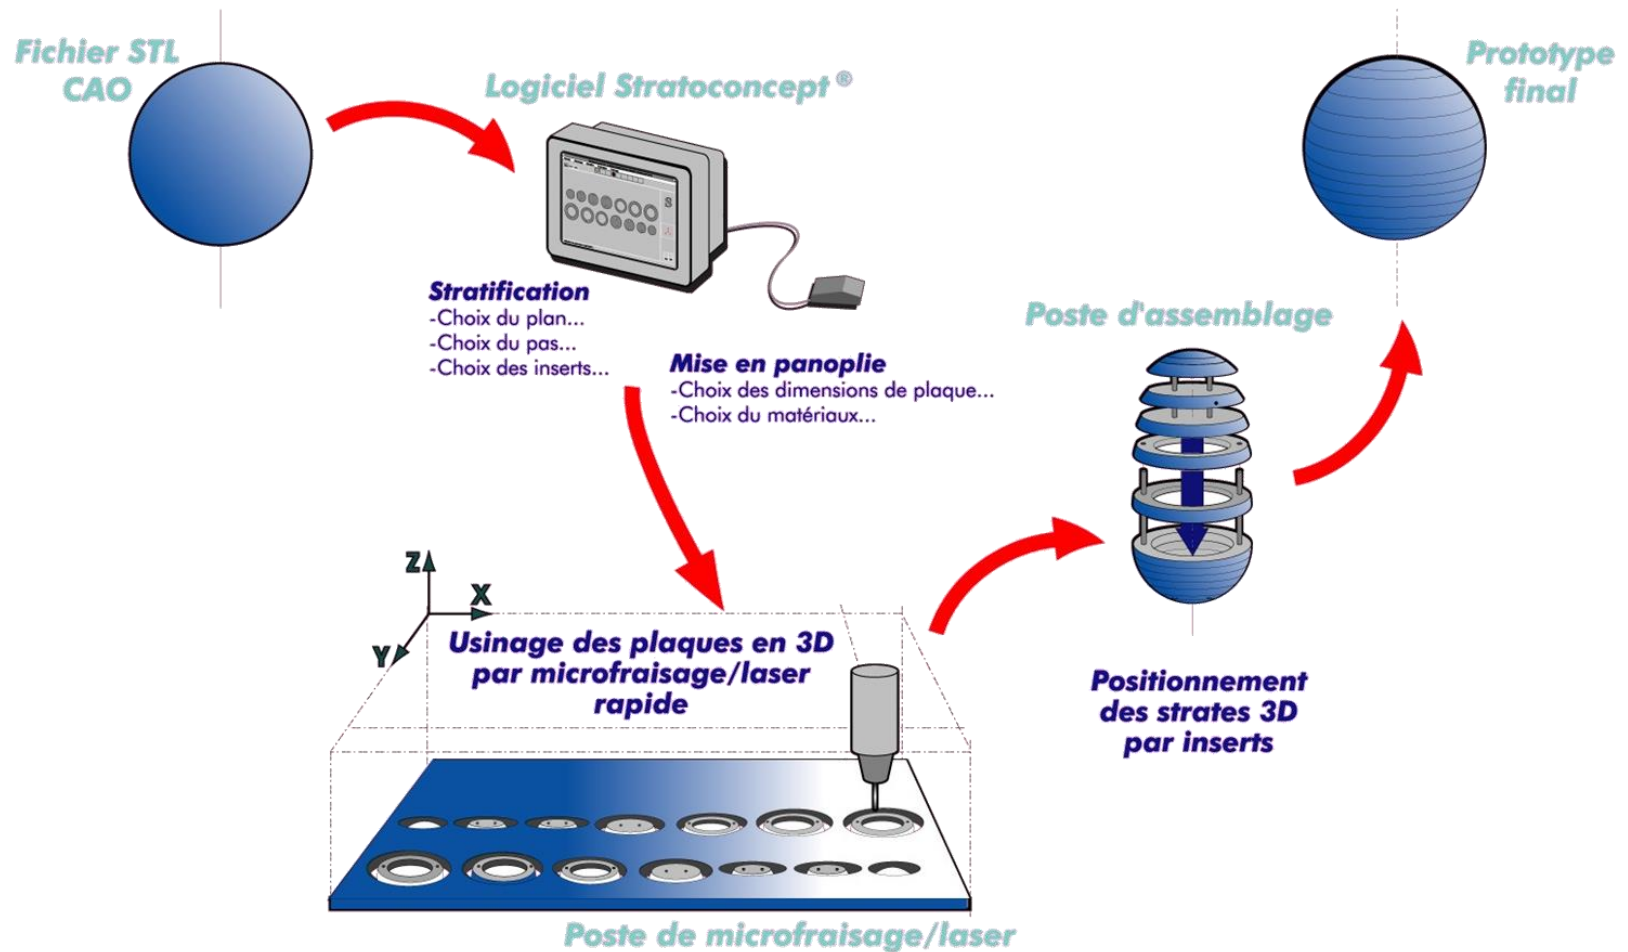 Fichier STL
CAO
Logiciel Stratoconcept ®
Prototype
final
Stratification
-Choix du plan...
-Choix du pas...
-Choix des inserts...
Mise en panoplie
-Choix des dimensions de plaque...
-Choix du matériaux...
Poste d'assemblage
Z
X
Y
Usinage des plaques en 3D
par microfraisage/laser
rapide
Positionnement
des strates 3D
par inserts
Poste de microfraisage/laser